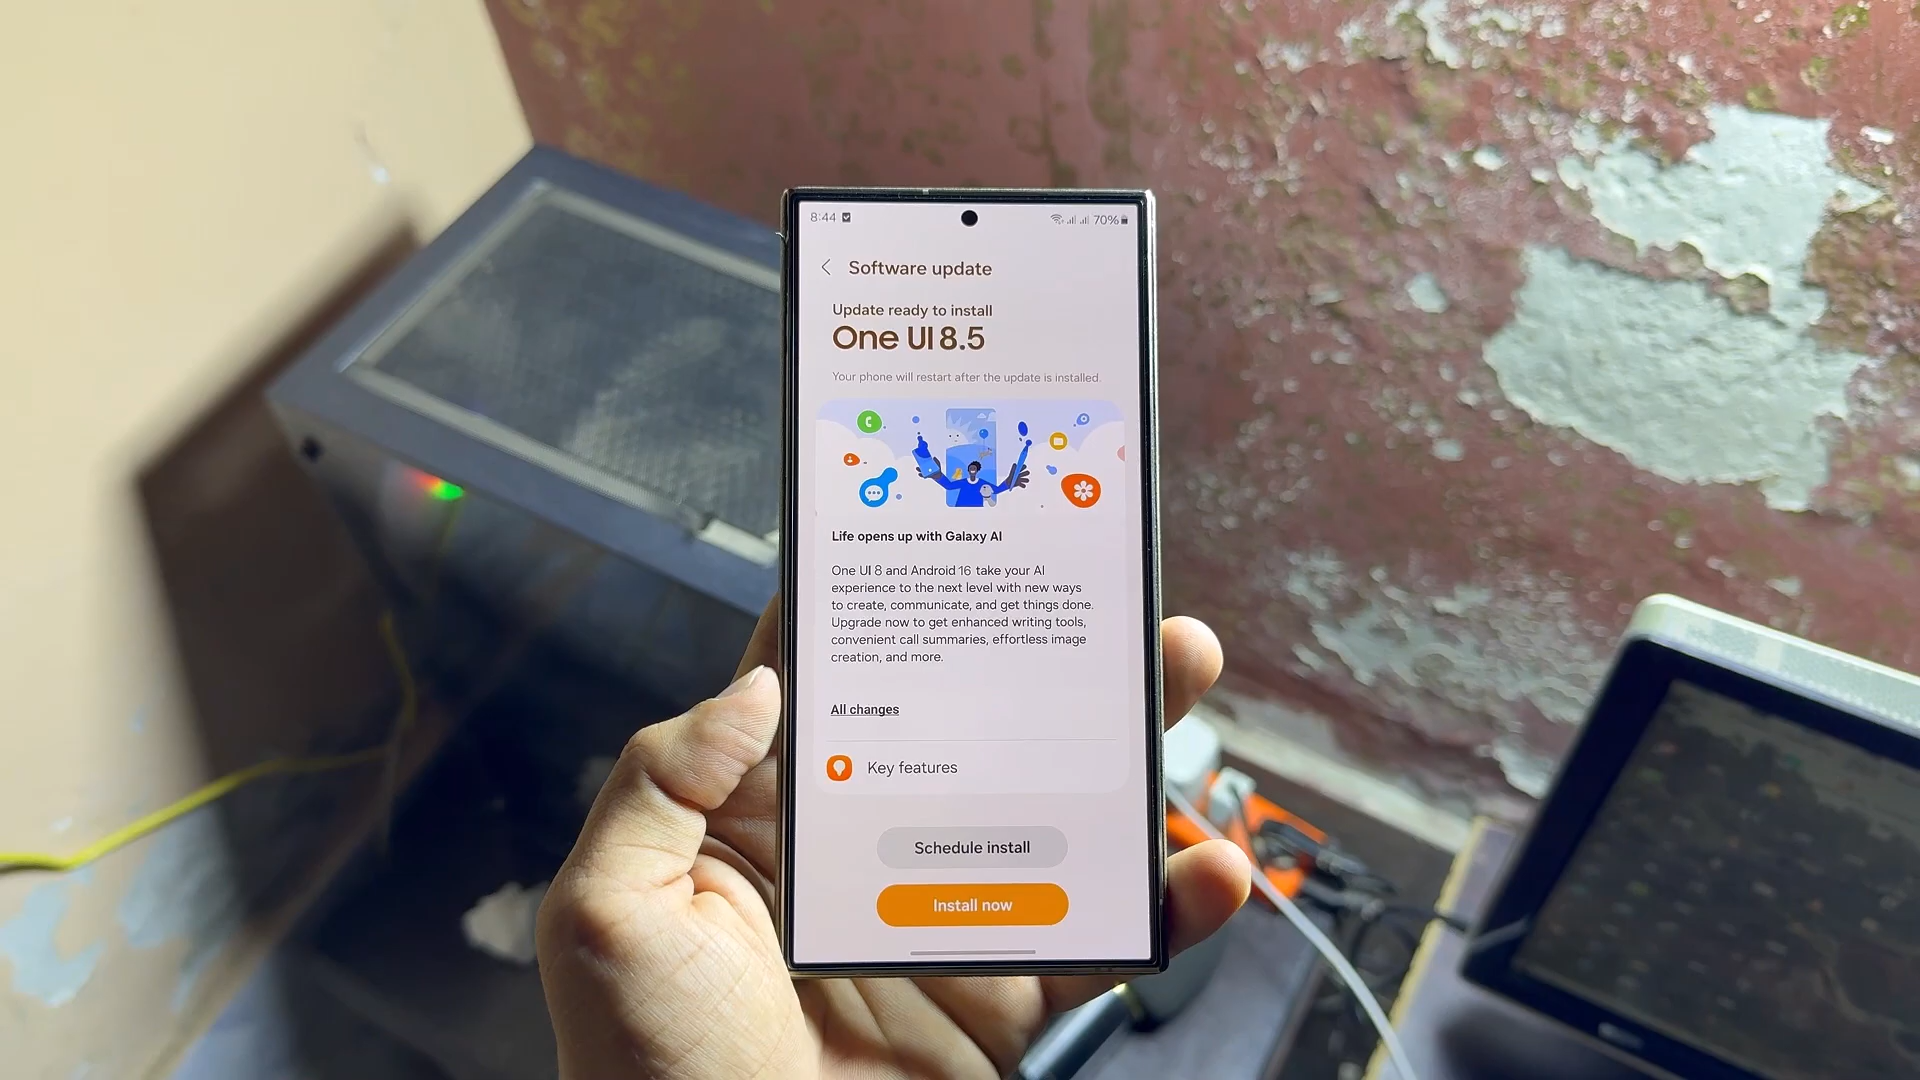 8:44
70%
Software update
Update ready to install
One UI 8.5
Your phone will restart after the update is installed.
Life opens up with Galaxy AI
One UI 8 and Android 16 take your AI
experience to the next level with new ways
to create, communicate, and get things done.
Upgrade now to get enhanced writing tools,
convenient call summaries, effortless image
creation, and more.
All changes
Key features
Schedule install
Install now